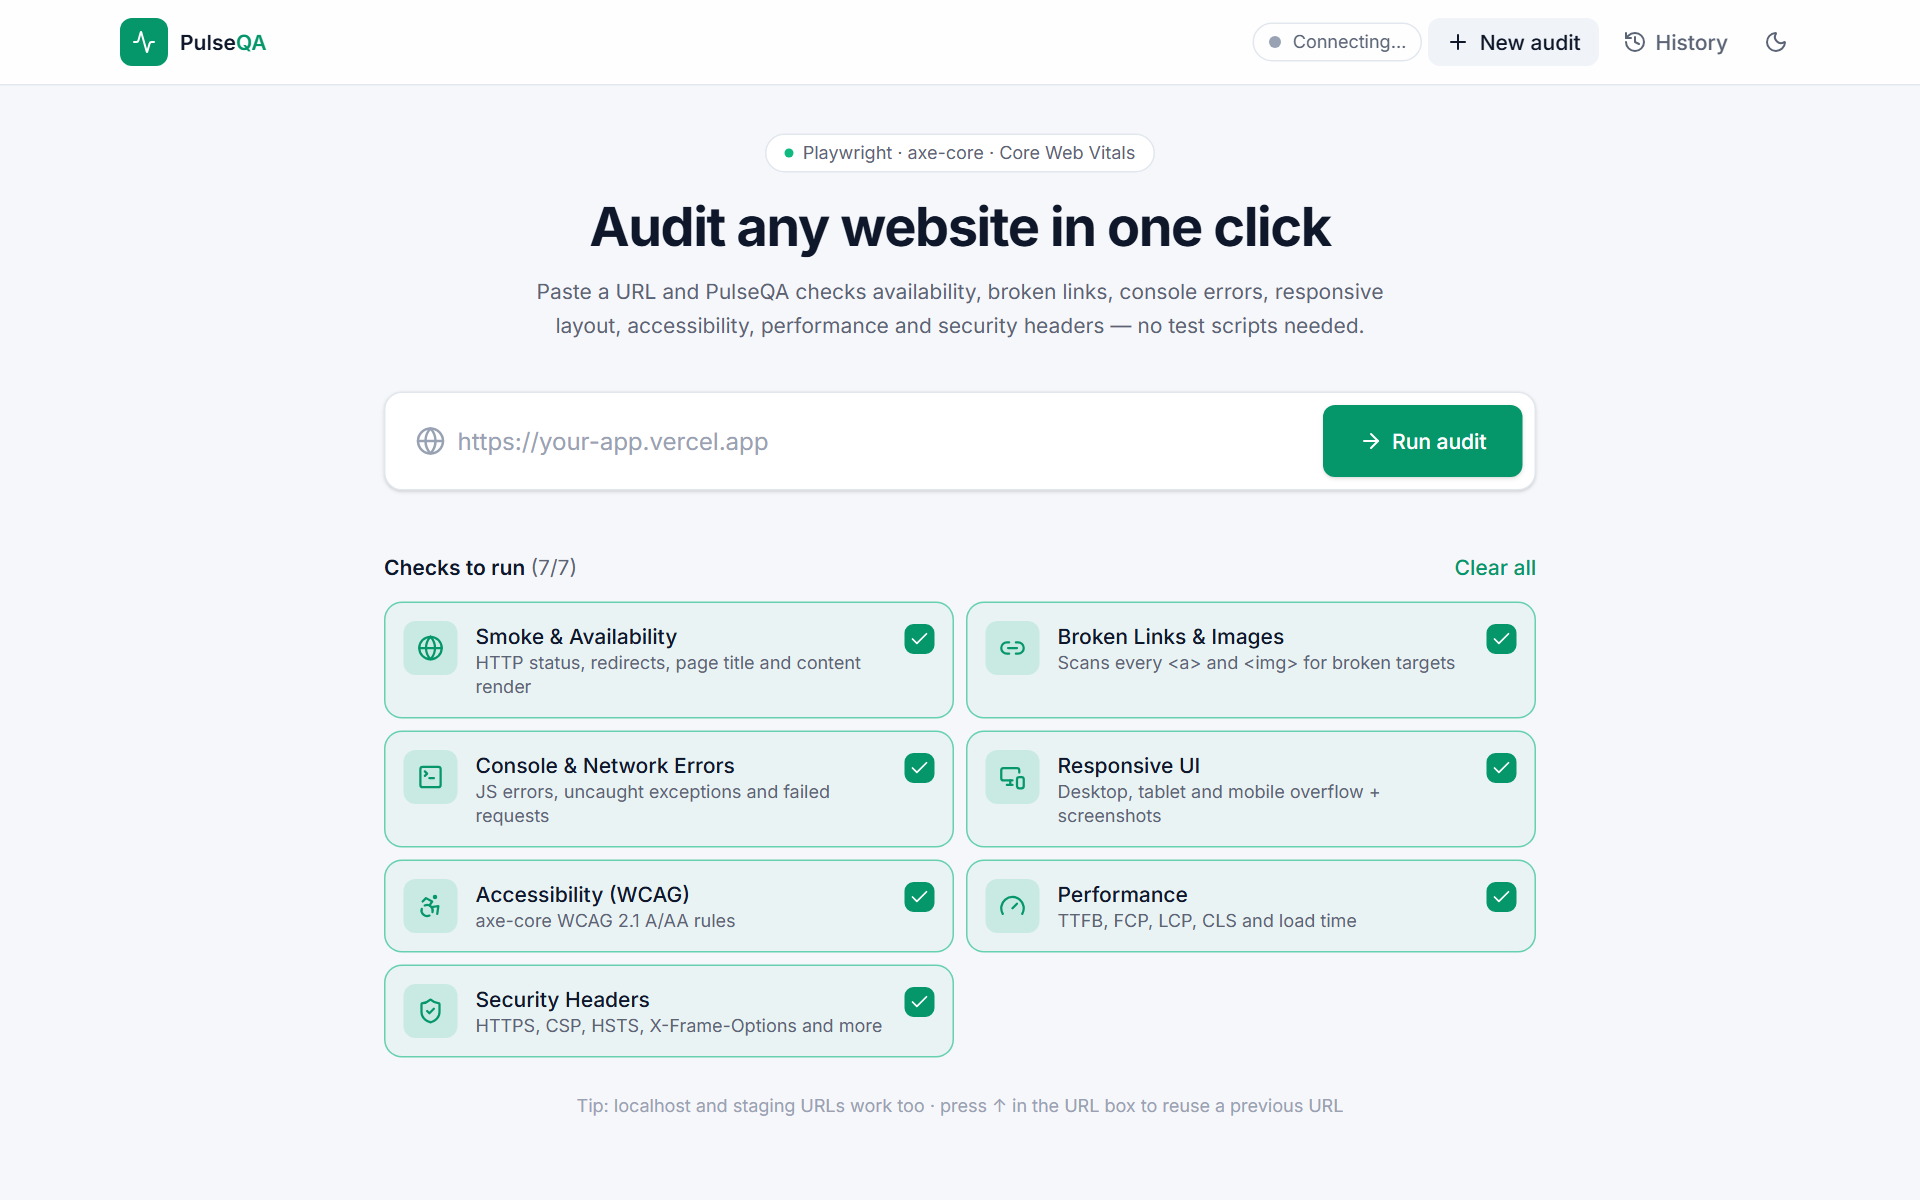 PulseQA
Connecting...
New audit
History
Playwright · axe-core · Core Web Vitals
Audit any website in one click
Paste a URL and PulseQA checks availability, broken links, console errors, responsive
layout, accessibility, performance and security headers — no test scripts needed.
https://your-app.vercel.app
Run audit
Checks to run (7/7)
Clear all
Smoke & Availability
HTTP status, redirects, page title and content
render
Broken Links & Images
Scans every <a> and <img> for broken targets
Console & Network Errors
JS errors, uncaught exceptions and failed
requests
Responsive UI
Desktop, tablet and mobile overflow +
screenshots
Accessibility (WCAG)
axe-core WCAG 2.1 A/AA rules
Performance
TTFB, FCP, LCP, CLS and load time
Security Headers
HTTPS, CSP, HSTS, X-Frame-Options and more
Tip: localhost and staging URLs work too · press ↑ in the URL box to reuse a previous URL